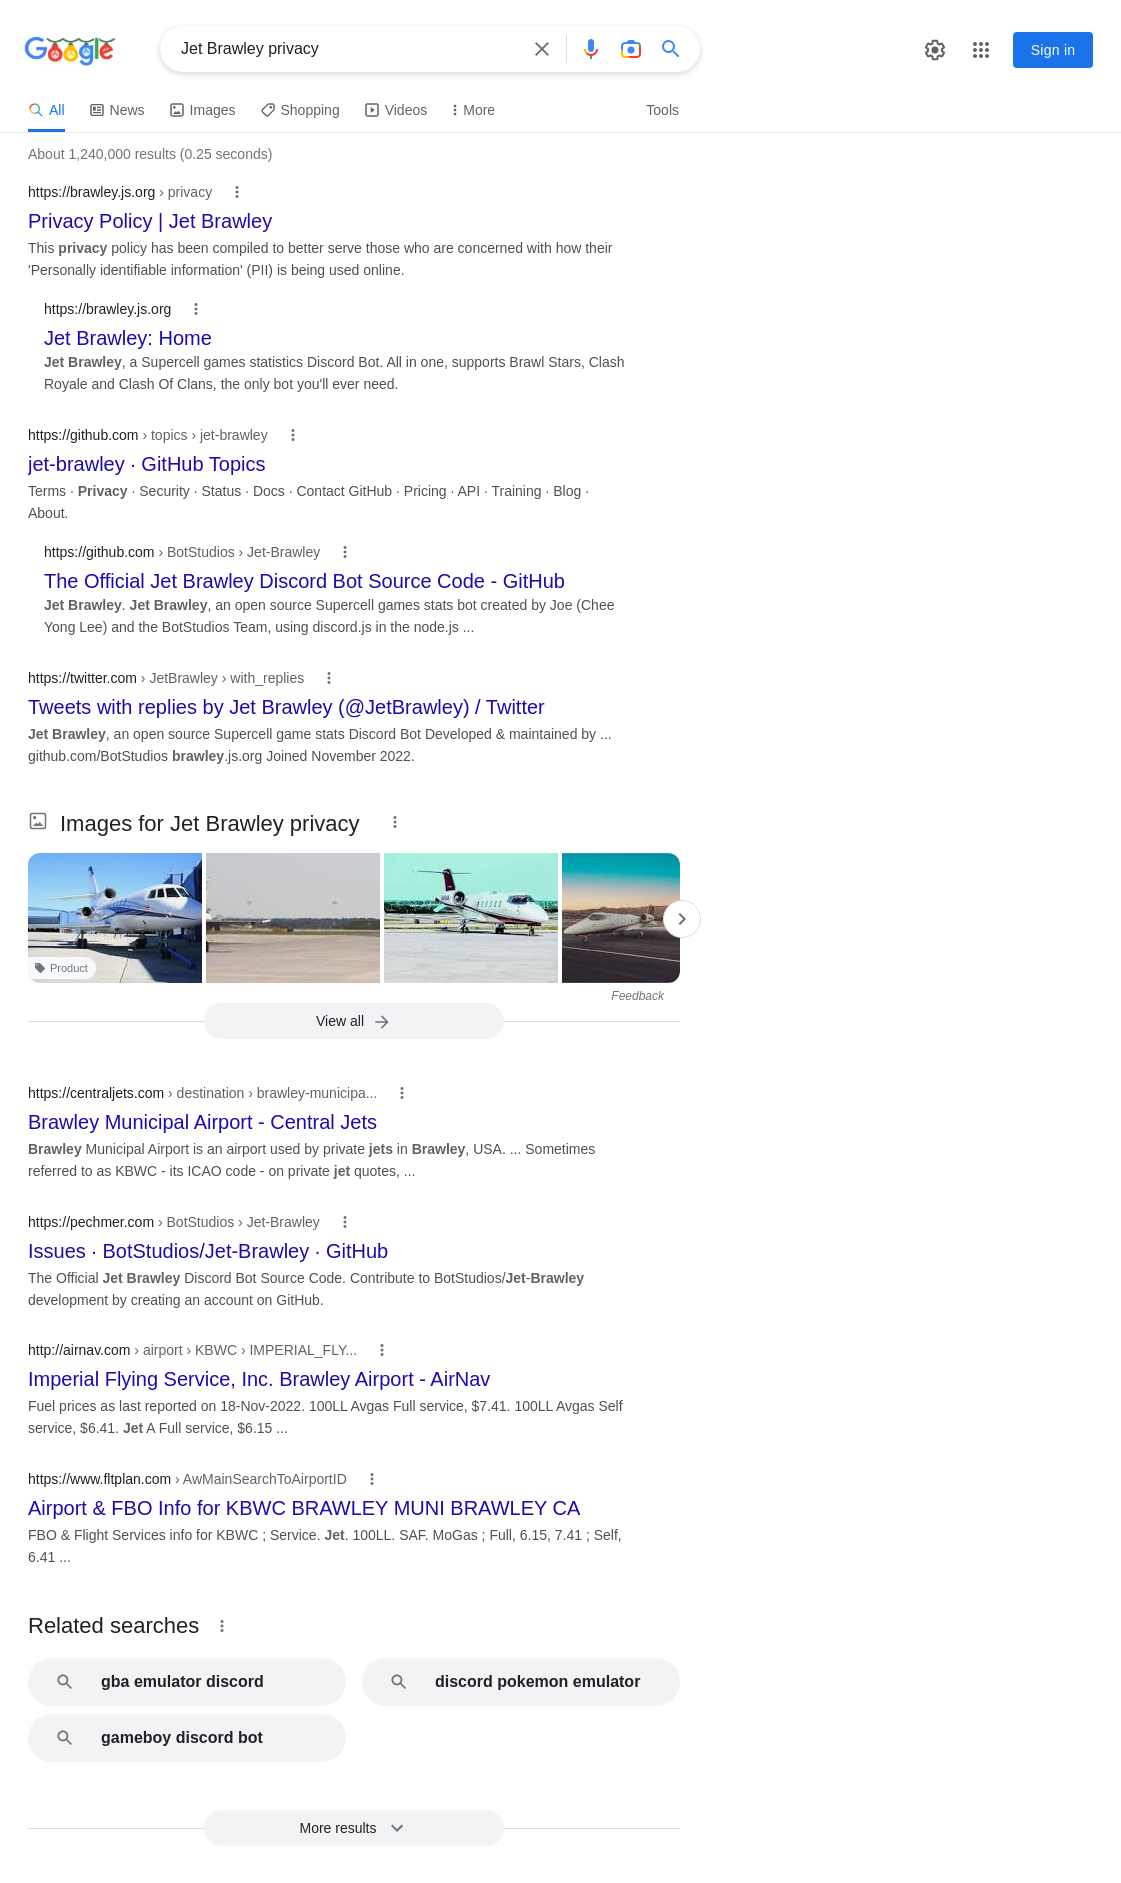 Google
Jet Brawley privacy
Sign in
All
News
Images
Shopping
Videos
More
Tools
About 1,240,000 results (0.25 seconds)
https://brawley.js.org › privacy
Privacy Policy | Jet Brawley
This privacy policy has been compiled to better serve those who are concerned with how their
'Personally identifiable information' (PII) is being used online.
https://brawley.js.org
Jet Brawley: Home
Jet Brawley, a Supercell games statistics Discord Bot. All in one, supports Brawl Stars, Clash
Royale and Clash Of Clans, the only bot you'll ever need.
https://github.com › topics › jet-brawley
jet-brawley · GitHub Topics
Terms · Privacy · Security · Status · Docs · Contact GitHub · Pricing · API · Training · Blog ·
About.
https://github.com › BotStudios › Jet-Brawley
The Official Jet Brawley Discord Bot Source Code - GitHub
Jet Brawley. Jet Brawley, an open source Supercell games stats bot created by Joe (Chee
Yong Lee) and the BotStudios Team, using discord.js in the node.js ...
https://twitter.com › JetBrawley › with_replies
Tweets with replies by Jet Brawley (@JetBrawley) / Twitter
Jet Brawley, an open source Supercell game stats Discord Bot Developed & maintained by ...
github.com/BotStudios brawley.js.org Joined November 2022.
Images for Jet Brawley privacy
Product
Feedback
View all
https://centraljets.com › destination › brawley-municipa...
Brawley Municipal Airport - Central Jets
Brawley Municipal Airport is an airport used by private jets in Brawley, USA. ... Sometimes
referred to as KBWC - its ICAO code - on private jet quotes, ...
https://pechmer.com › BotStudios › Jet-Brawley
Issues · BotStudios/Jet-Brawley · GitHub
The Official Jet Brawley Discord Bot Source Code. Contribute to BotStudios/Jet-Brawley
development by creating an account on GitHub.
http://airnav.com › airport › KBWC › IMPERIAL_FLY...
Imperial Flying Service, Inc. Brawley Airport - AirNav
Fuel prices as last reported on 18-Nov-2022. 100LL Avgas Full service, $7.41. 100LL Avgas Self
service, $6.41. Jet A Full service, $6.15 ...
https://www.fltplan.com › AwMainSearchToAirportID
Airport & FBO Info for KBWC BRAWLEY MUNI BRAWLEY CA
FBO & Flight Services info for KBWC ; Service. Jet. 100LL. SAF. MoGas ; Full, 6.15, 7.41 ; Self,
6.41 ...
Related searches
gba emulator discord
discord pokemon emulator
gameboy discord bot
More results